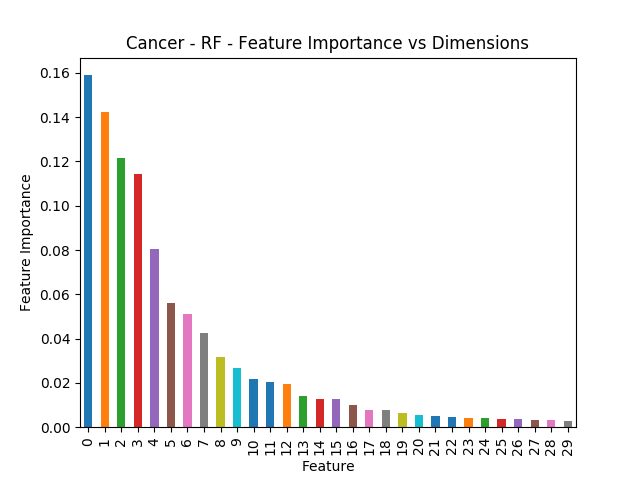 Cancer - RF - Feature Importance vs Dimensions
0.16
0.14
0.12
0.10
0.08
0.06
0.04
0.02
0.00
Feature Importance
0 1 2 3 4 5 6 7 8 9 10 11 12 13 14 15 16 17 18 19 20 21 22 23 24 25 26 27 28 29
Feature